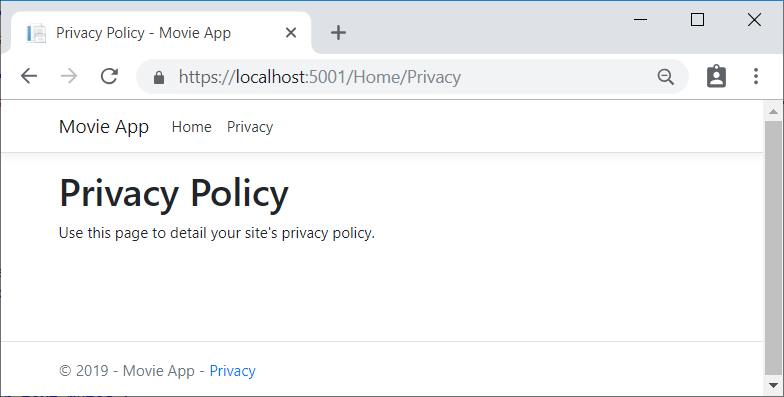 Privacy Policy - Movie App
https://localhost:5001/Home/Privacy
Movie App Home Privacy
Privacy Policy
Use this page to detail your site's privacy policy.
© 2019 - Movie App - Privacy